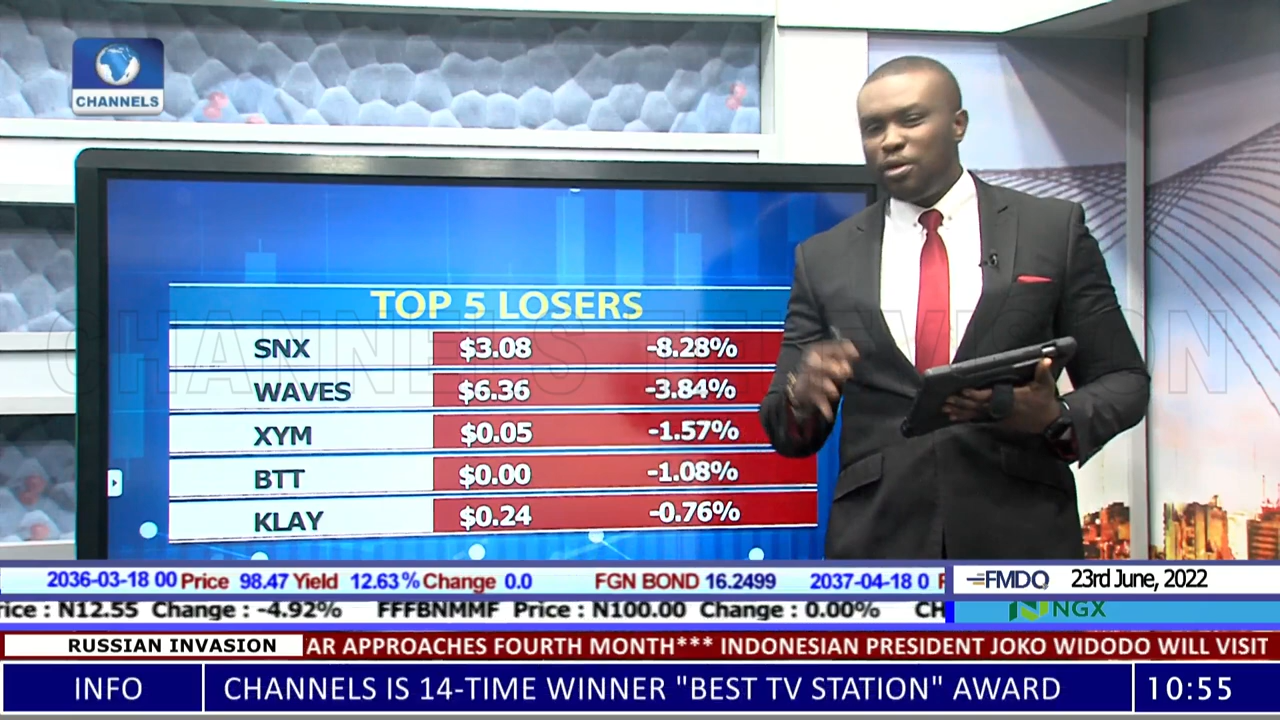 CHANNELS
CHANNELS TELEVISION
TOP 5 LOSERS
SNX $3.08 -8.28%
WAVES $6.36 -3.84%
XYM $0.05 -1.57%
BTT $0.00 -1.08%
KLAY $0.24 -0.76%
2036-03-18 00 Price 98.47 Yield 12.63% Change 0.0 FGN BOND 16.2499 2037-04-18 0
FMDQ 23rd June, 2022
rice : N12.55 Change : -4.92% FFFBNMMF Price : N100.00 Change : 0.00% CH
NGX
RUSSIAN INVASION AR APPROACHES FOURTH MONTH*** INDONESIAN PRESIDENT JOKO WIDODO WILL VISIT
INFO CHANNELS IS 14-TIME WINNER "BEST TV STATION" AWARD 10:55